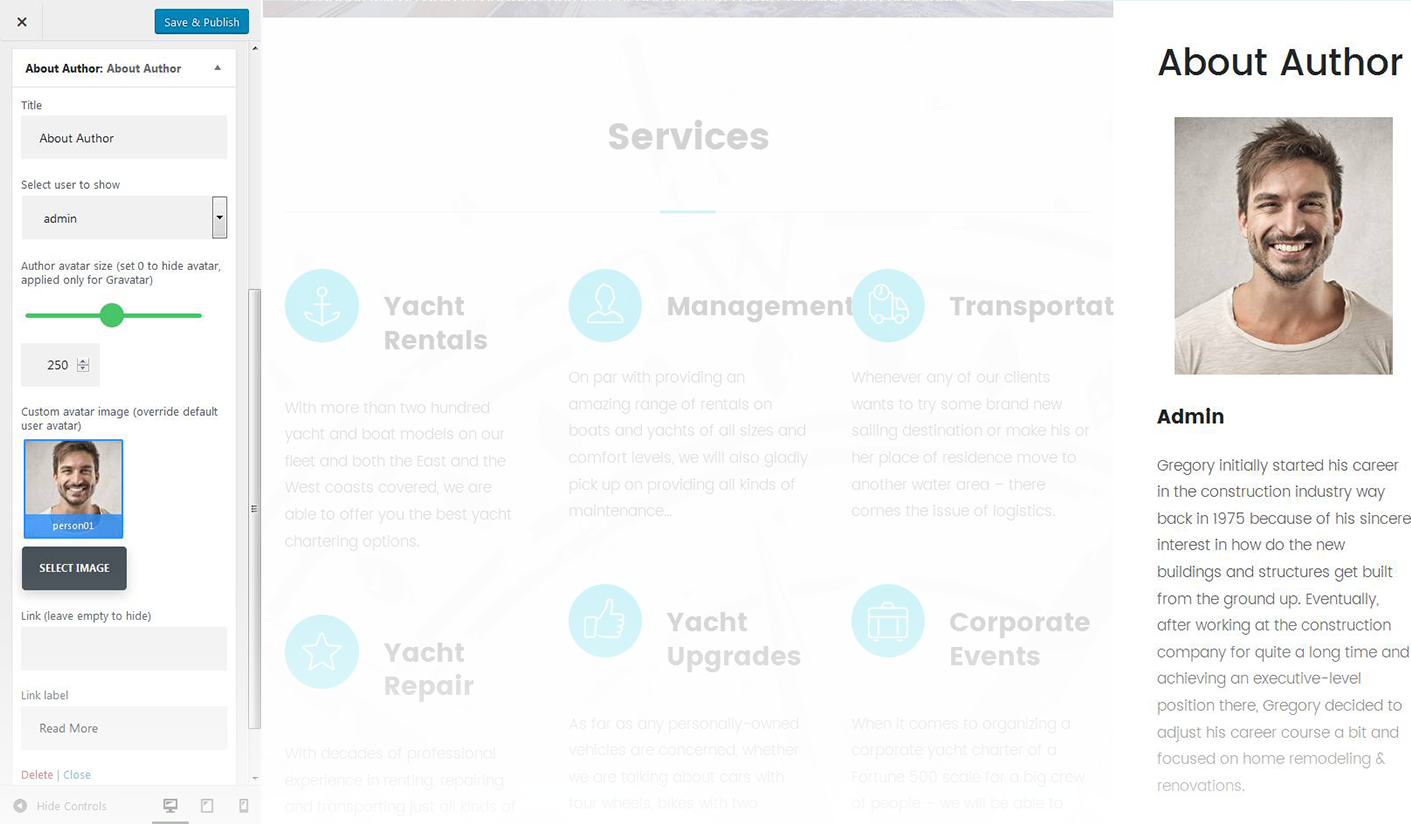 Save & Publish
About Author: About Author
Title
About Author
Select user to show
admin
Author avatar size (set 0 to hide avatar,
applied only for Gravatar)
250
Custom avatar image (override default
user avatar)
person01
SELECT IMAGE
Link (leave empty to hide)
Link label
Read More
Delete | Close
Hide Controls
Services
Yacht
Rentals
With more than two hundred
yacht and boat models on our
fleet and both the East and the
West coasts covered, we are
able to offer you the best yacht
chartering options.
Management
On par with providing an
amazing range of rentals on
boats and yachts of all sizes and
comfort levels, we will also gladly
pick up on providing all kinds of
maintenance...
Transportat
Whenever any of our clients
wants to try some brand new
sailing destination or make his or
her place of residence move to
another water area – there
comes the issue of logistics.
Yacht
Repair
With decades of professional
experience in renting, repairing
and transporting just all kinds of
Yacht
Upgrades
As far as any personally-owned
vehicles are concerned, whether
we are talking about cars with
four wheels, bikes with two
Corporate
Events
When it comes to organizing a
corporate yacht charter of a
Fortune 500 scale for a big crew
of people – we will be able to
About Author
Admin
Gregory initially started his career
in the construction industry way
back in 1975 because of his sincere
interest in how do the new
buildings and structures get built
from the ground up. Eventually,
after working at the construction
company for quite a long time and
achieving an executive-level
position there, Gregory decided to
adjust his career course a bit and
focused on home remodeling &
renovations.